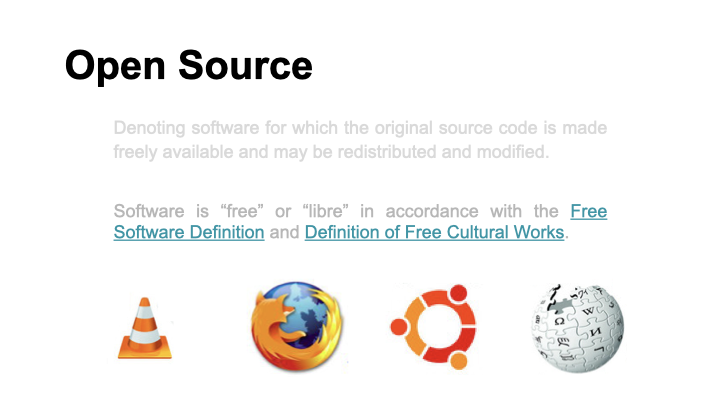 Open Source
Denoting software for which the original source code is made
freely available and may be redistributed and modified.
Software is “free” or “libre” in accordance with the Free
Software Definition and Definition of Free Cultural Works.
W
И